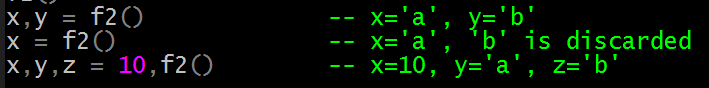 x,y = f2()               -- x='a', y='b'
x = f2()                 -- x='a', 'b' is discarded
x,y,z = 10,f2()          -- x=10, y='a', z='b'